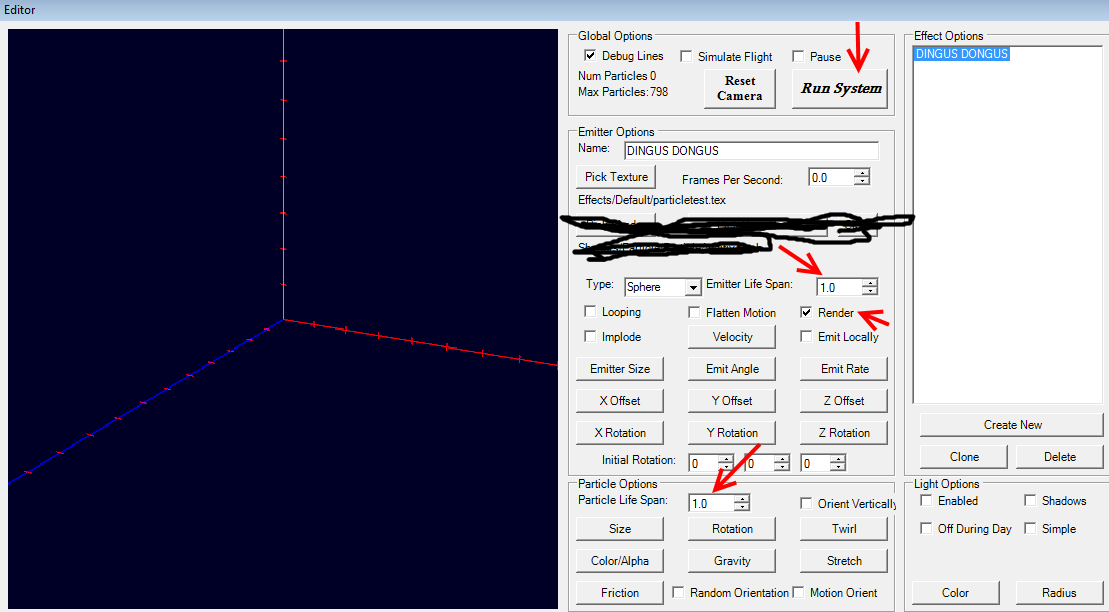 Editor
Global Options
Debug Lines Simulate Flight Pause
Num Particles 0
Max Particles: 798
Reset Camera
Run System
Emitter Options
Name: DINGUS DONGUS
Pick Texture Frames Per Second: 0.0
Effects/Default/particletest.tex
Type: Sphere Emitter Life Span: 1.0
Looping Flatten Motion Render
Implode Velocity Emit Locally
Emitter Size Emit Angle Emit Rate
X Offset Y Offset Z Offset
X Rotation Y Rotation Z Rotation
Initial Rotation: 0 0 0
Particle Options
Particle Life Span: 1.0 Orient Vertically
Size Rotation Twirl
Color/Alpha Gravity Stretch
Friction Random Orientation Motion Orient
Effect Options
DINGUS DONGUS
Create New
Clone Delete
Light Options
Enabled Shadows
Off During Day Simple
Color Radius